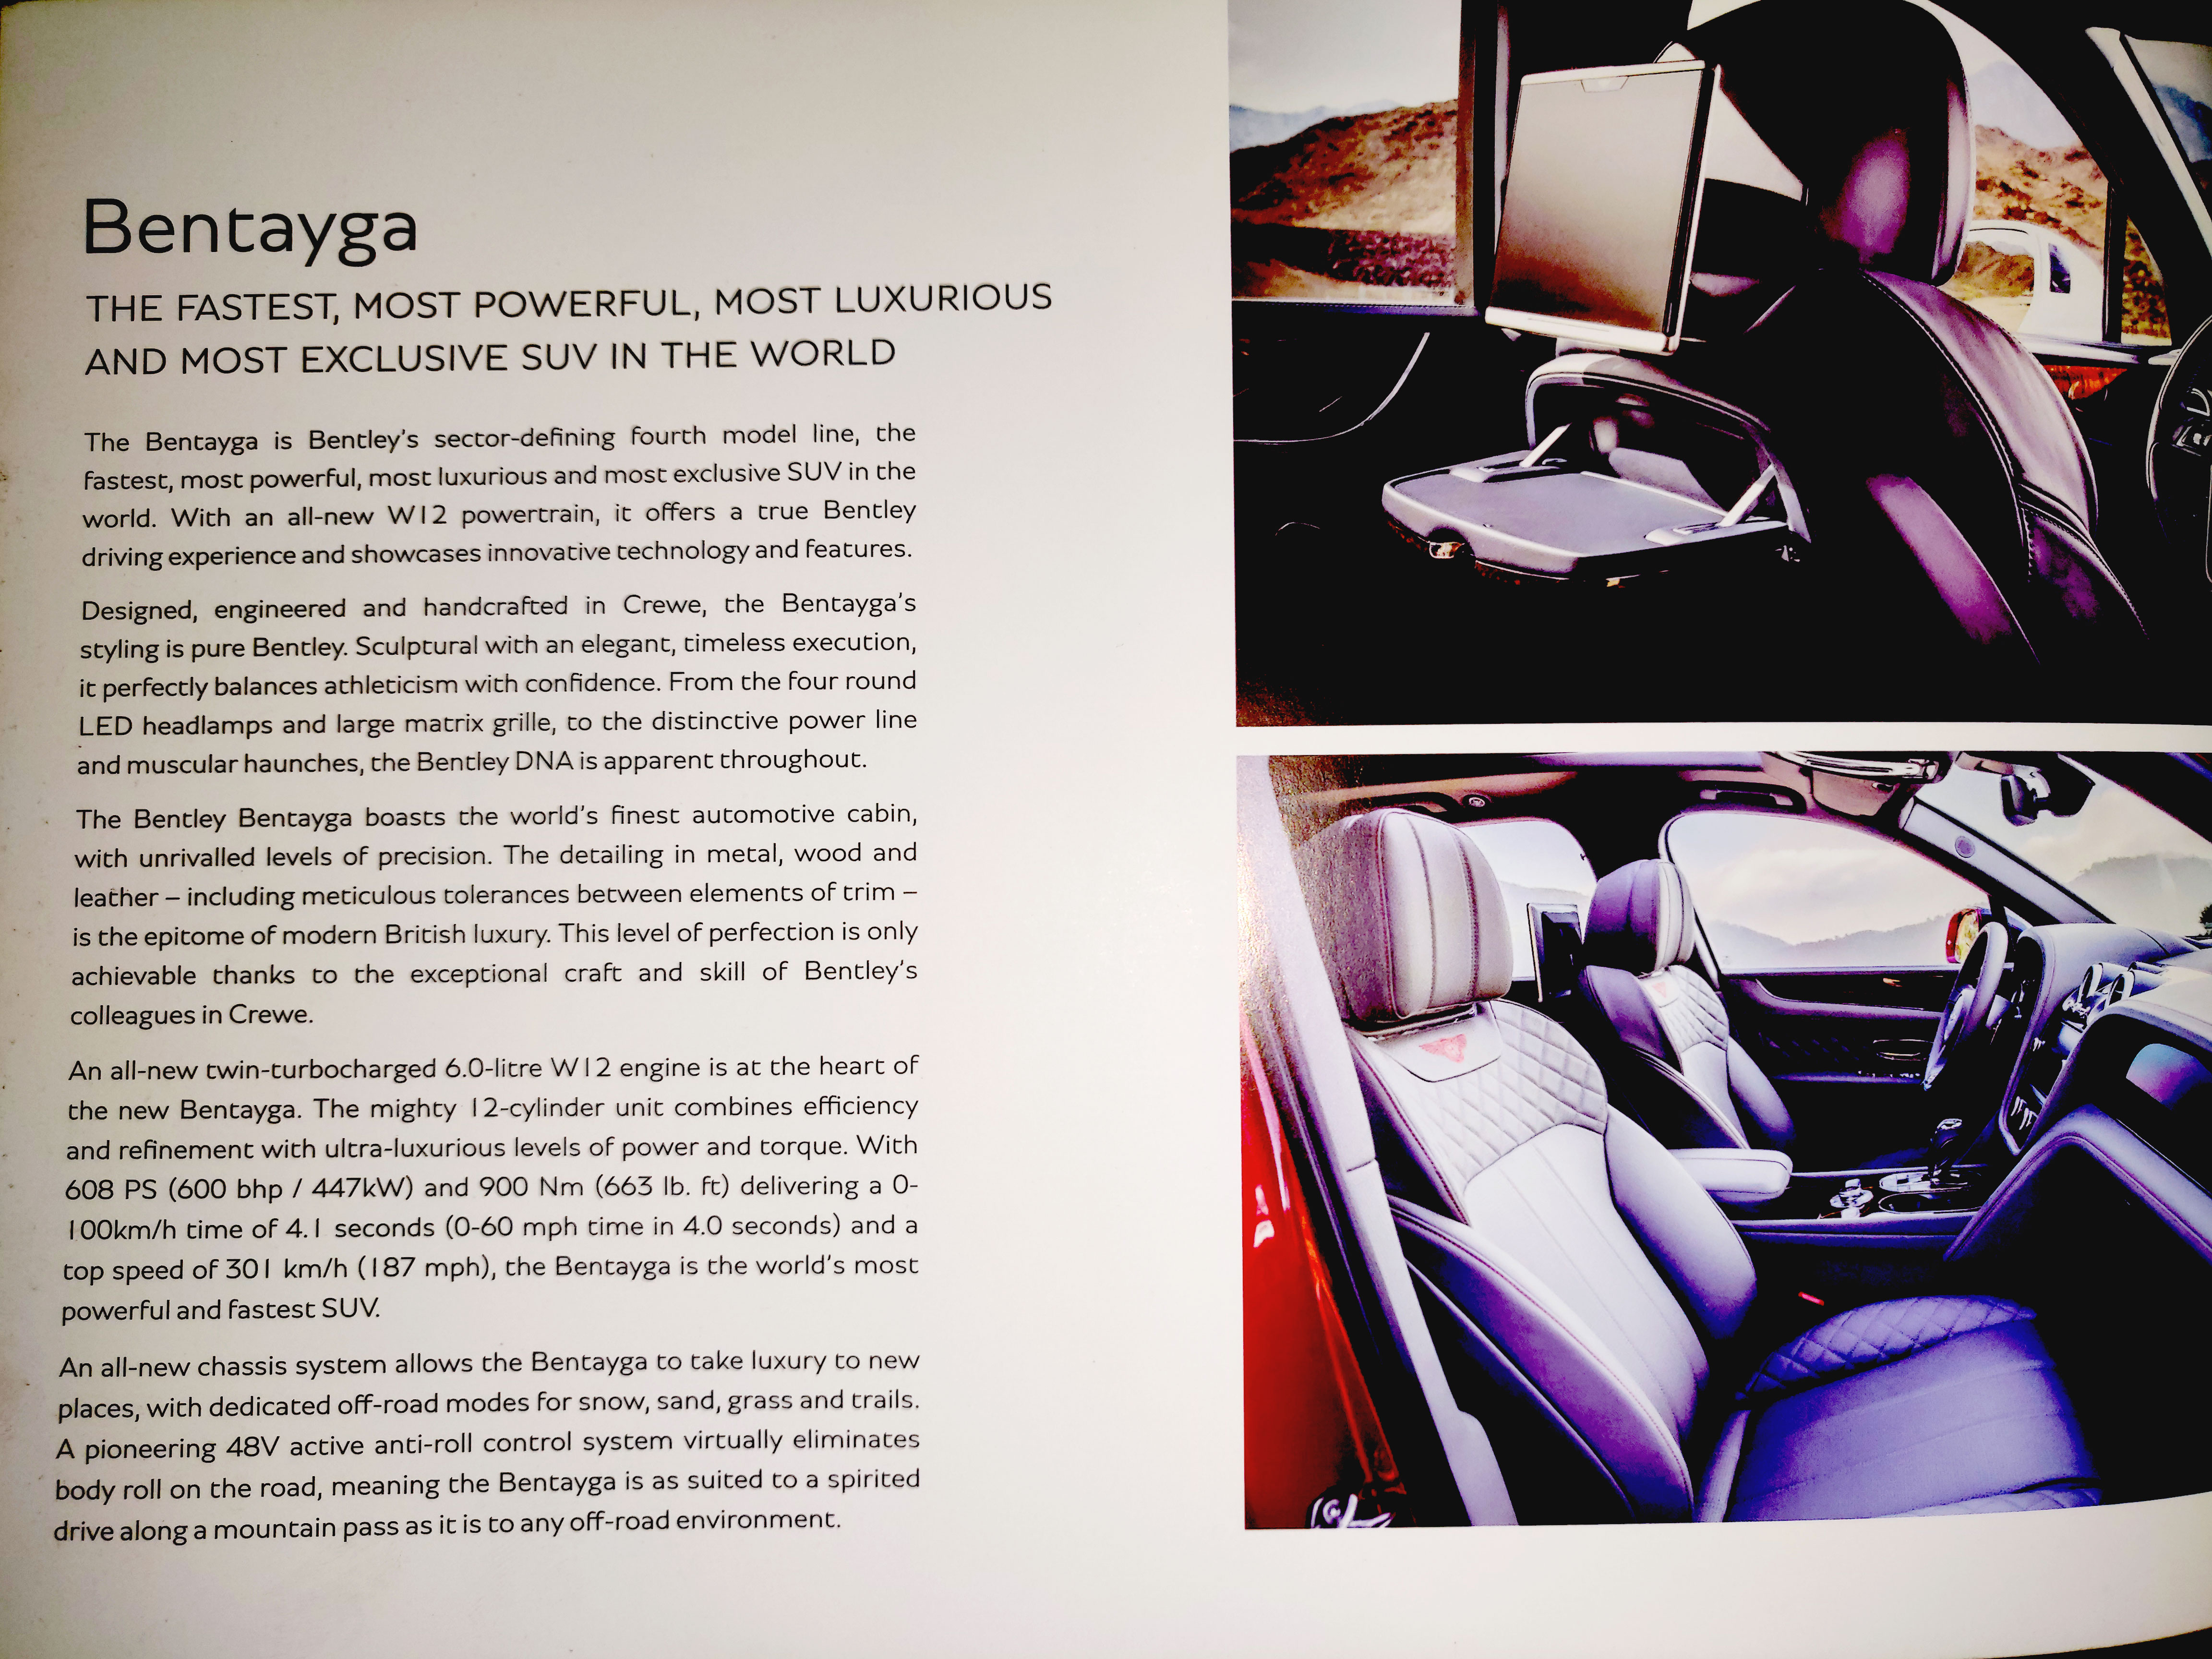 Bentayga
THE FASTEST, MOST POWERFUL, MOST LUXURIOUS
AND MOST EXCLUSIVE SUV IN THE WORLD
The Bentayga is Bentley's sector-defining fourth model line, the
fastest, most powerful, most luxurious and most exclusive SUV in the
world. With an all-new W12 powertrain, it offers a true Bentley
driving experience and showcases innovative technology and features.
Designed, engineered and handcrafted in Crewe, the Bentayga's
styling is pure Bentley. Sculptural with an elegant, timeless execution,
it perfectly balances athleticism with confidence. From the four round
LED headlamps and large matrix grille, to the distinctive power line
and muscular haunches, the Bentley DNA is apparent throughout.
The Bentley Bentayga boasts the world's finest automotive cabin,
with unrivalled levels of precision. The detailing in metal, wood and
leather – including meticulous tolerances between elements of trim –
is the epitome of modern British luxury. This level of perfection is only
achievable thanks to the exceptional craft and skill of Bentley's
colleagues in Crewe.
An all-new twin-turbocharged 6.0-litre W12 engine is at the heart of
the new Bentayga. The mighty 12-cylinder unit combines efficiency
and refinement with ultra-luxurious levels of power and torque. With
608 PS (600 bhp / 447kW) and 900 Nm (663 lb. ft) delivering a 0-
100km/h time of 4.1 seconds (0-60 mph time in 4.0 seconds) and a
top speed of 301 km/h (187 mph), the Bentayga is the world's most
powerful and fastest SUV.
An all-new chassis system allows the Bentayga to take luxury to new
places, with dedicated off-road modes for snow, sand, grass and trails.
A pioneering 48V active anti-roll control system virtually eliminates
body roll on the road, meaning the Bentayga is as suited to a spirited
drive along a mountain pass as it is to any off-road environment.